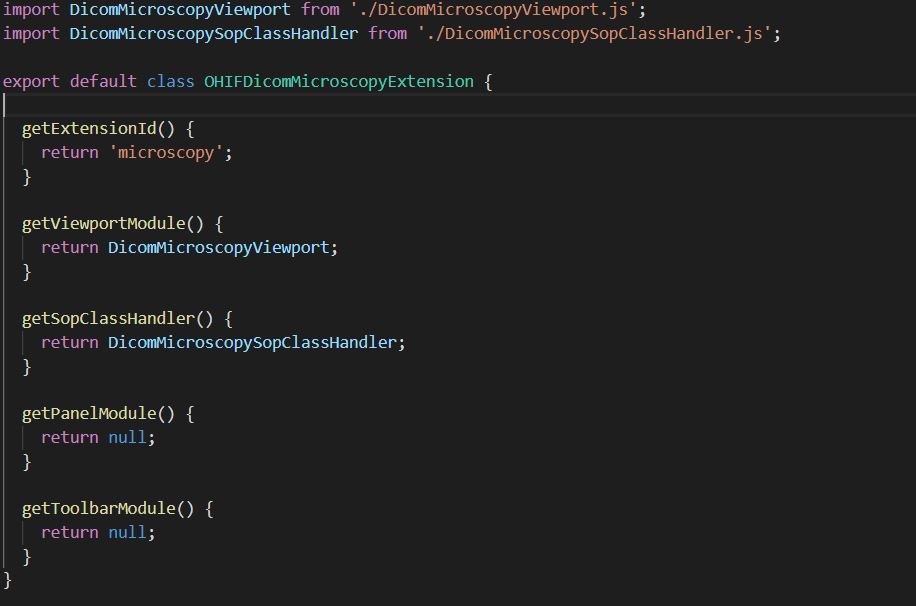 import DicomMicroscopyViewport from './DicomMicroscopyViewport.js';
import DicomMicroscopySopClassHandler from './DicomMicroscopySopClassHandler.js';
export default class OHIFDicomMicroscopyExtension {
getExtensionId() {
return 'microscopy';
}
getViewportModule() {
return DicomMicroscopyViewport;
}
getSopClassHandler() {
return DicomMicroscopySopClassHandler;
}
getPanelModule() {
return null;
}
getToolbarModule() {
return null;
}
}